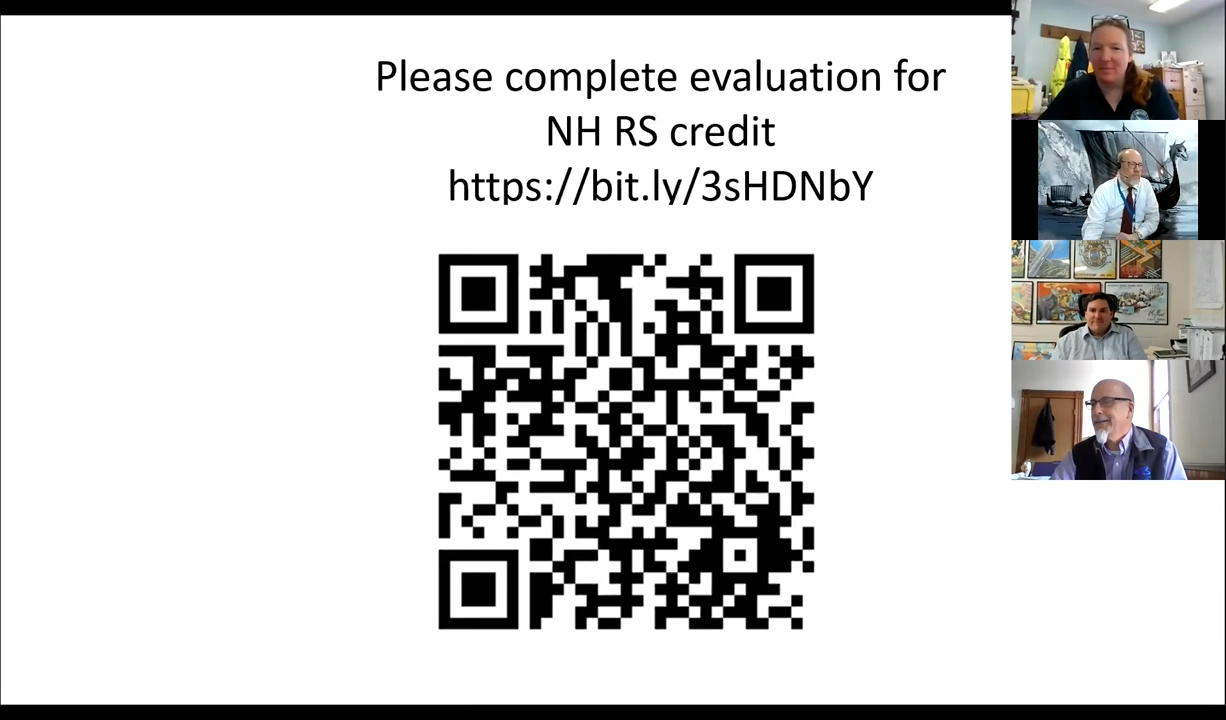 Please complete evaluation for
NH RS credit
https://bit.ly/3sHDNbY